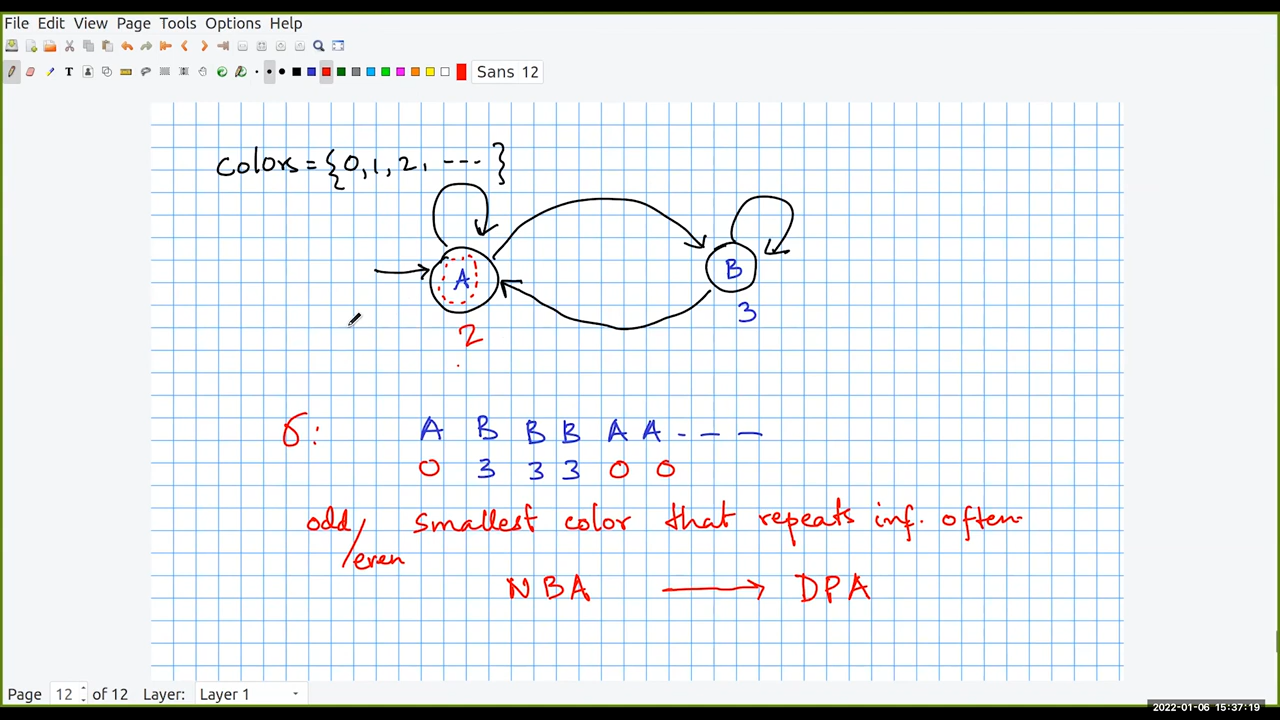 File Edit View Page Tools Options Help
T Sans 12
Colors = {0, 1, 2, --- }
A B
2 3
σ: A B B B A A - - -
0 3 3 3 0 0
odd/ smallest color that repeats inf. often.
/even
NBA → DPA
Page 12 of 12 Layer: Layer 1
2022-01-06 15:37:19